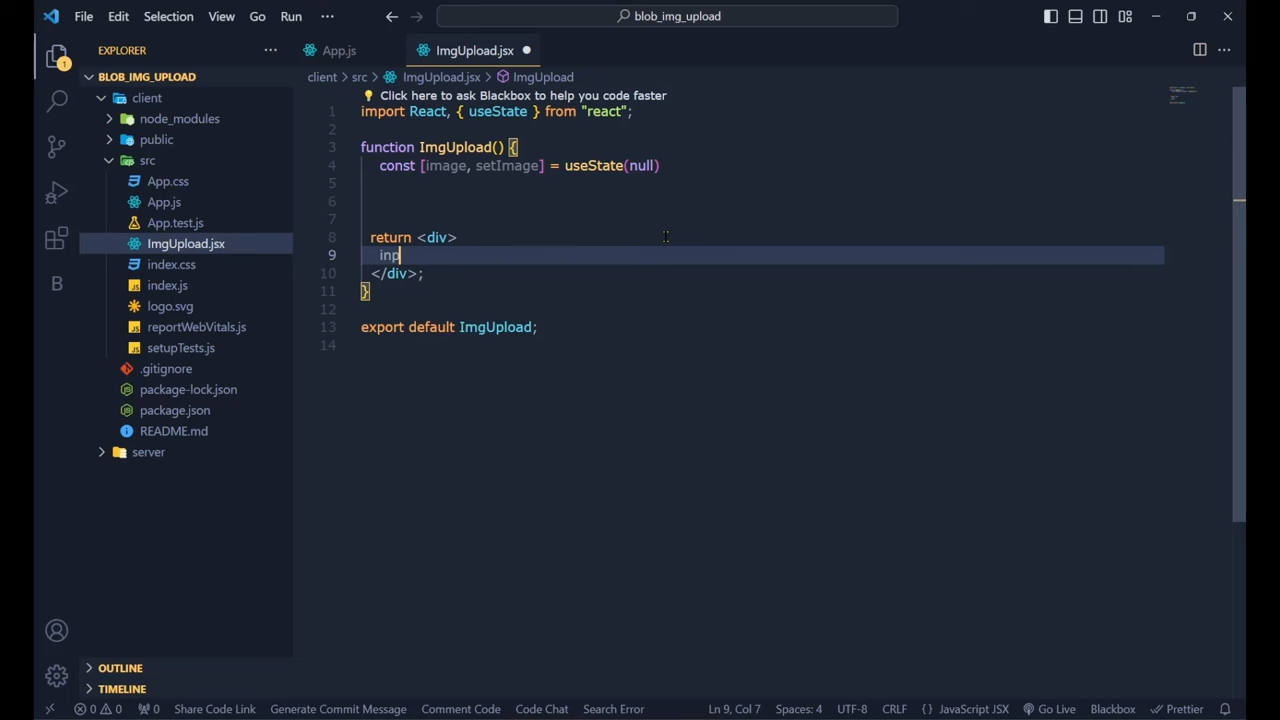 File Edit Selection View Go Run ··· blob_img_upload
EXPLORER ··· App.js ImgUpload.jsx ···
BLOB_IMG_UPLOAD
client > src > ImgUpload.jsx > ImgUpload
client
node_modules
public
src
App.css
App.js
App.test.js
ImgUpload.jsx
index.css
index.js
logo.svg
reportWebVitals.js
setupTests.js
.gitignore
package-lock.json
package.json
README.md
server
OUTLINE
TIMELINE
Click here to ask Blackbox to help you code faster
1 import React, { useState } from "react";
2
3 function ImgUpload() {
4 const [image, setImage] = useState(null)
5
6
7
8 return <div>
9 inp
10 </div>;
11 }
12
13 export default ImgUpload;
14
0 0 0 Share Code Link Generate Commit Message Comment Code Code Chat Search Error Ln 9, Col 7 Spaces: 4 UTF-8 CRLF {} JavaScript JSX Go Live Blackbox Prettier
1
B